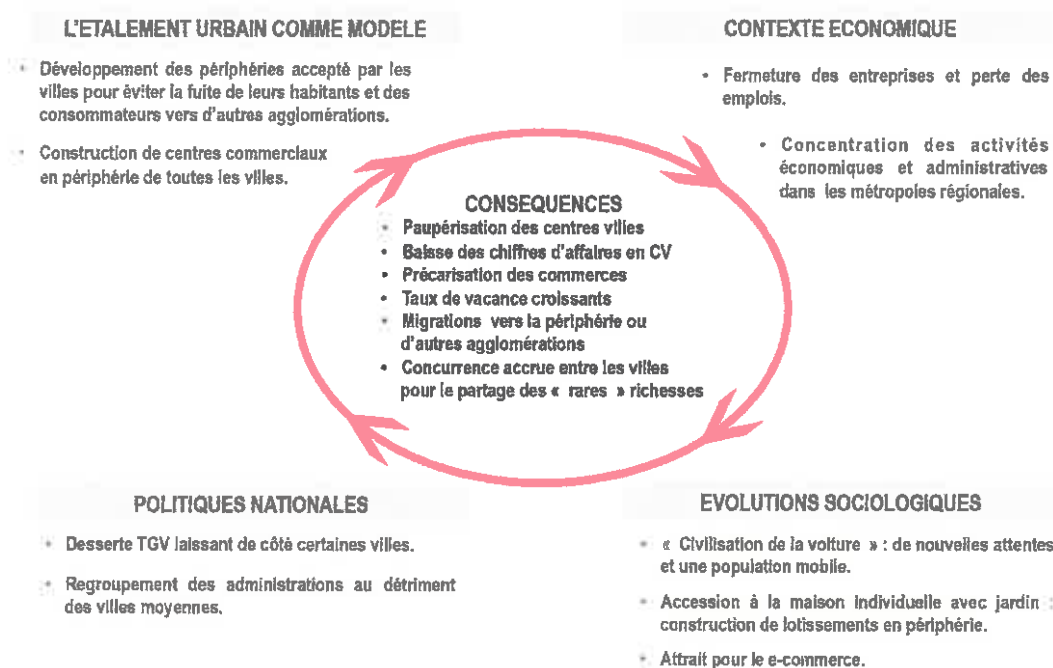 L'ETALEMENT URBAIN COMME MODELE
• Développement des périphéries accepté par les
villes pour éviter la fuite de leurs habitants et des
consommateurs vers d'autres agglomérations.
• Construction de centres commerciaux
en périphérie de toutes les villes.
CONTEXTE ECONOMIQUE
• Fermeture des entreprises et perte des
emplois.
• Concentration des activités
économiques et administratives
dans les métropoles régionales.
CONSEQUENCES
• Paupérisation des centres villes
• Baisse des chiffres d'affaires en CV
• Précarisation des commerces
• Taux de vacance croissants
• Migrations vers la périphérie ou
d'autres agglomérations
• Concurrence accrue entre les villes
pour le partage des « rares » richesses
POLITIQUES NATIONALES
• Desserte TGV laissant de côté certaines villes.
• Regroupement des administrations au détriment
des villes moyennes.
EVOLUTIONS SOCIOLOGIQUES
• « Civilisation de la voiture » : de nouvelles attentes
et une population mobile.
• Accession à la maison individuelle avec jardin :
construction de lotissements en périphérie.
• Attrait pour le e-commerce.